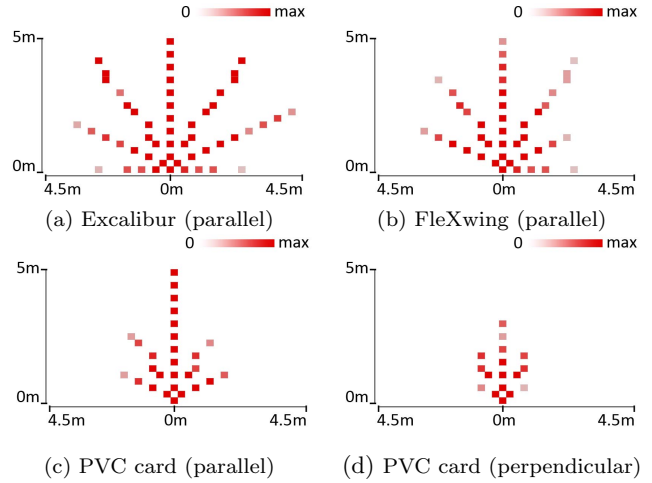 0 max 0 max
5m 5m
0m 0m
4.5m 0m 4.5m 4.5m 0m 4.5m
(a) Excalibur (parallel) (b) FleXwing (parallel)
0 max 0 max
5m 5m
0m 0m
4.5m 0m 4.5m 4.5m 0m 4.5m
(c) PVC card (parallel) (d) PVC card (perpendicular)